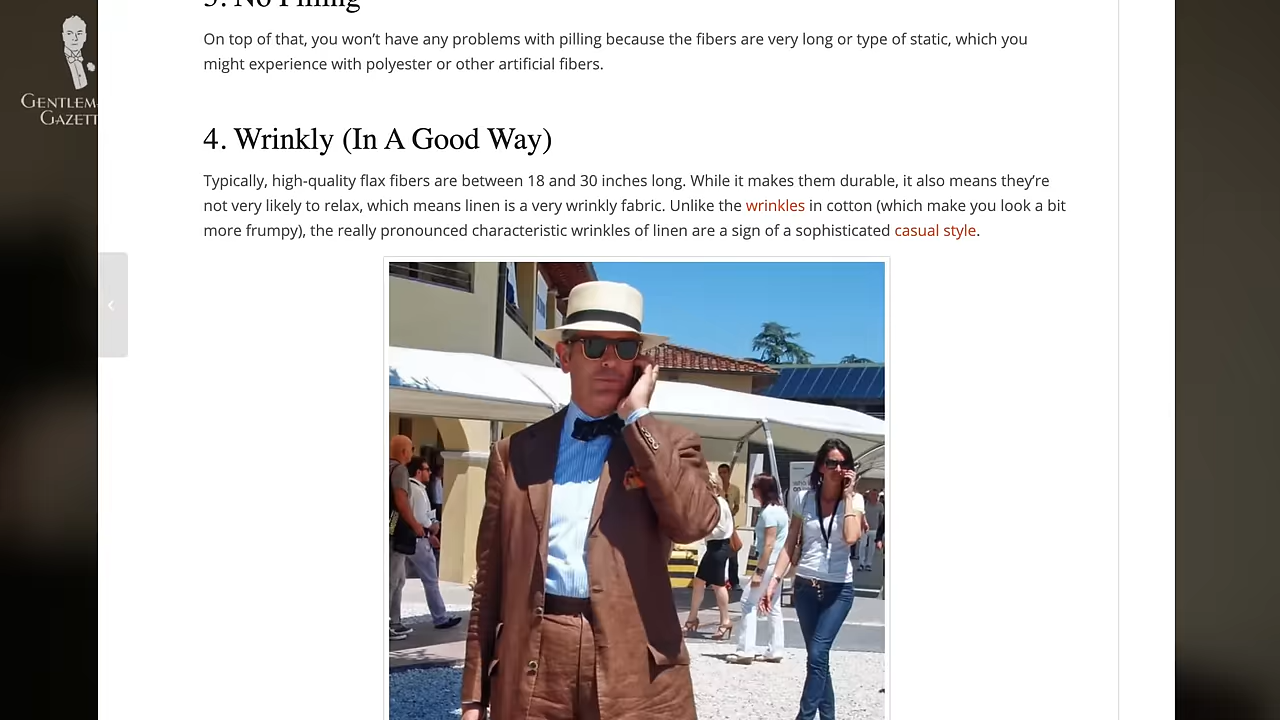 3. No Pilling
On top of that, you won't have any problems with pilling because the fibers are very long or type of static, which you
might experience with polyester or other artificial fibers.
4. Wrinkly (In A Good Way)
Typically, high-quality flax fibers are between 18 and 30 inches long. While it makes them durable, it also means they're
not very likely to relax, which means linen is a very wrinkly fabric. Unlike the wrinkles in cotton (which make you look a bit
more frumpy), the really pronounced characteristic wrinkles of linen are a sign of a sophisticated casual style.
GENTLEM
GAZETT